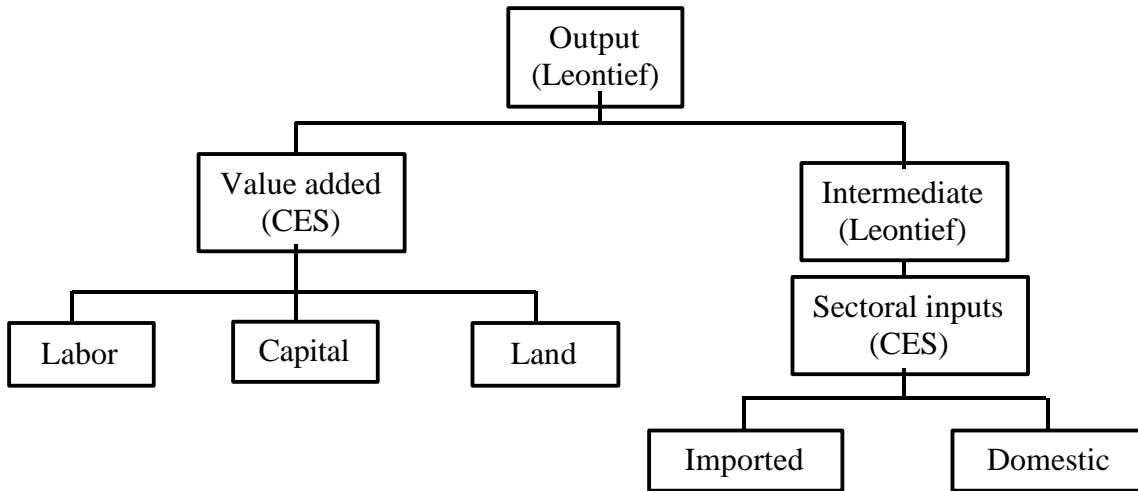 Output
(Leontief)
Value added
(CES)
Intermediate
(Leontief)
Sectoral inputs
(CES)
Labor
Capital
Land
Imported
Domestic